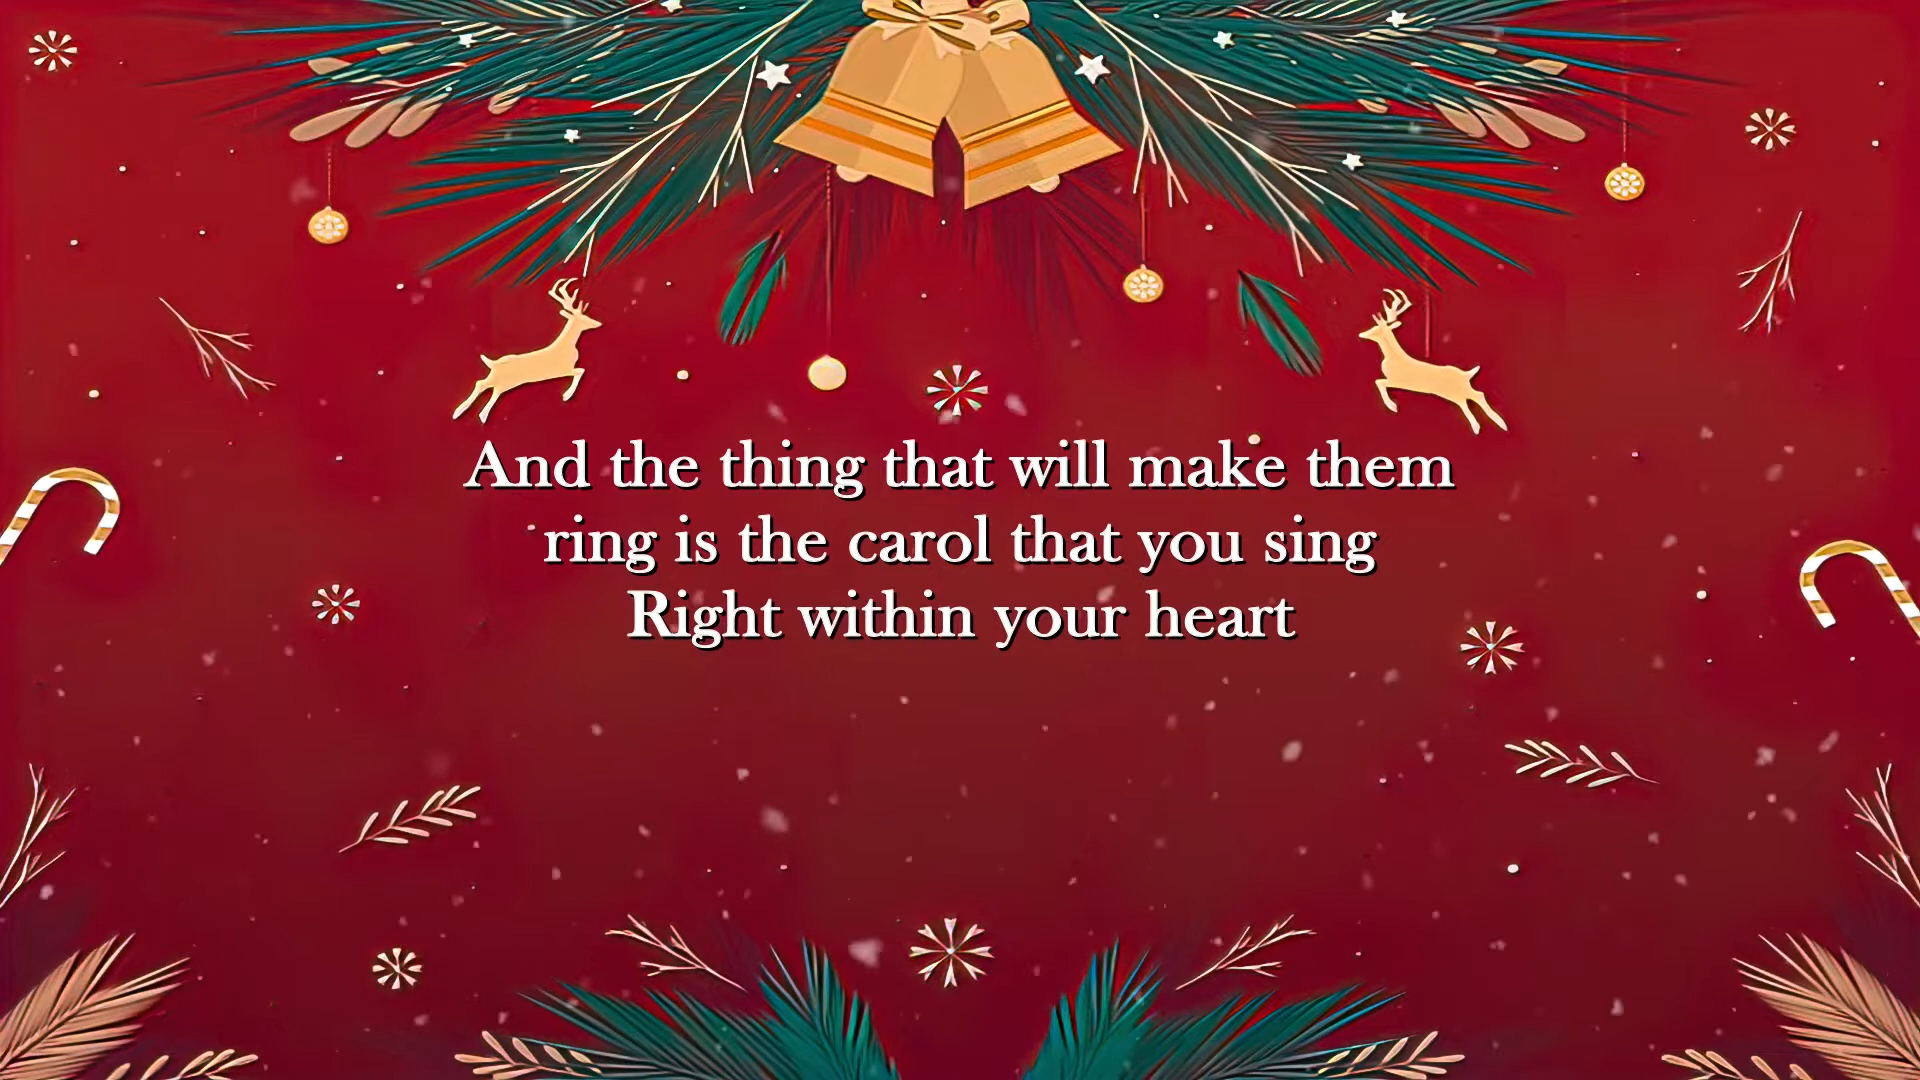 And the thing that will make them
ring is the carol that you sing
Right within your heart